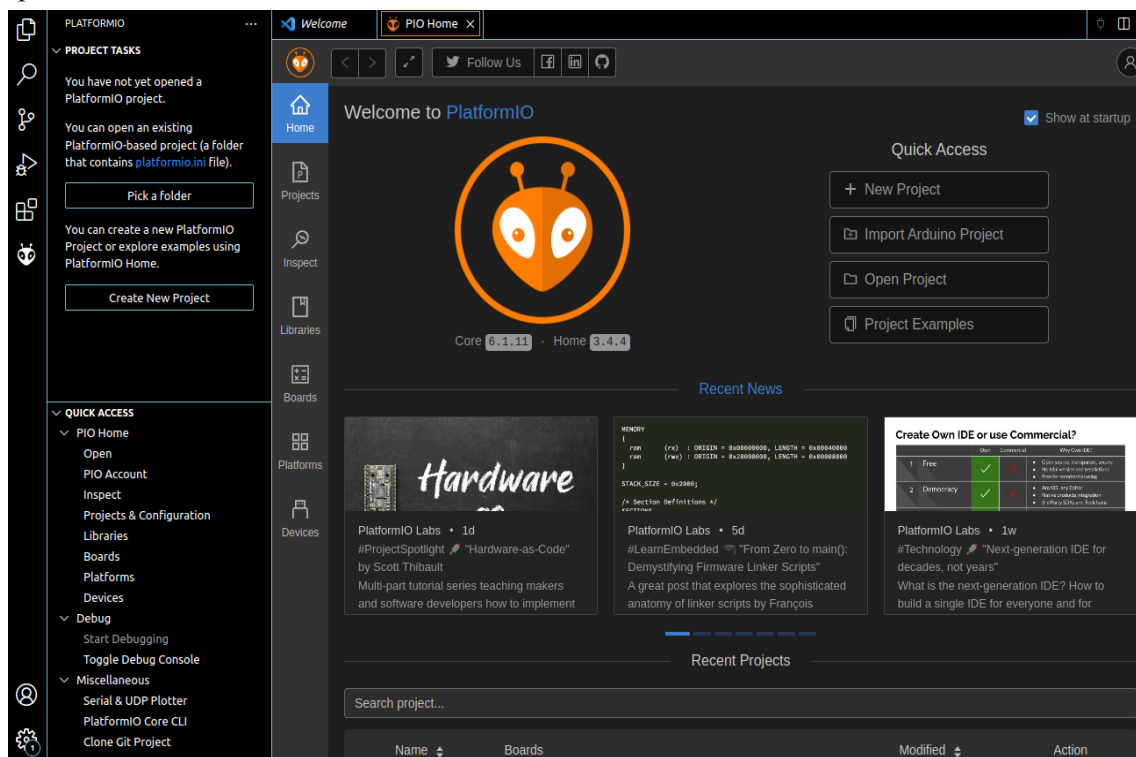 PLATFORMIO
PROJECT TASKS
You have not yet opened a
PlatformIO project.
You can open an existing
PlatformIO-based project (a folder
that contains platformio.ini file).
Pick a folder
You can create a new PlatformIO
Project or explore examples using
PlatformIO Home.
Create New Project
QUICK ACCESS
PIO Home
Open
PIO Account
Inspect
Projects & Configuration
Libraries
Boards
Platforms
Devices
Debug
Start Debugging
Toggle Debug Console
Miscellaneous
Serial & UDP Plotter
PlatformIO Core CLI
Clone Git Project
1
Welcome
PIO Home
Follow Us
Home
Projects
Inspect
Libraries
Boards
Platforms
Devices
Welcome to PlatformIO
Show at startup
Core 6.1.11 · Home 3.4.4
Quick Access
New Project
Import Arduino Project
Open Project
Project Examples
Recent News
Hardware
PlatformIO Labs • 1d
#ProjectSpotlight 🚀 "Hardware-as-Code"
by Scott Thibault
Multi-part tutorial series teaching makers
and software developers how to implement
MEMORY
{
rom (rx) : ORIGIN = 0x00000000, LENGTH = 0x00040000
ram (rwx) : ORIGIN = 0x20000000, LENGTH = 0x00008000
}
STACK_SIZE = 0x2000;
/* Section Definitions */
SECTIONS
PlatformIO Labs • 5d
#LearnEmbedded 🎓 "From Zero to main():
Demystifying Firmware Linker Scripts"
A great post that explores the sophisticated
anatomy of linker scripts by François
Create Own IDE or use Commercial?
Own Commercial Why Own IDE?
1 Free
2 Democracy
PlatformIO Labs • 1w
#Technology 🚀 "Next-generation IDE for
decades, not years"
What is the next-generation IDE? How to
build a single IDE for everyone and for
Recent Projects
Search project...
Name Boards Modified Action